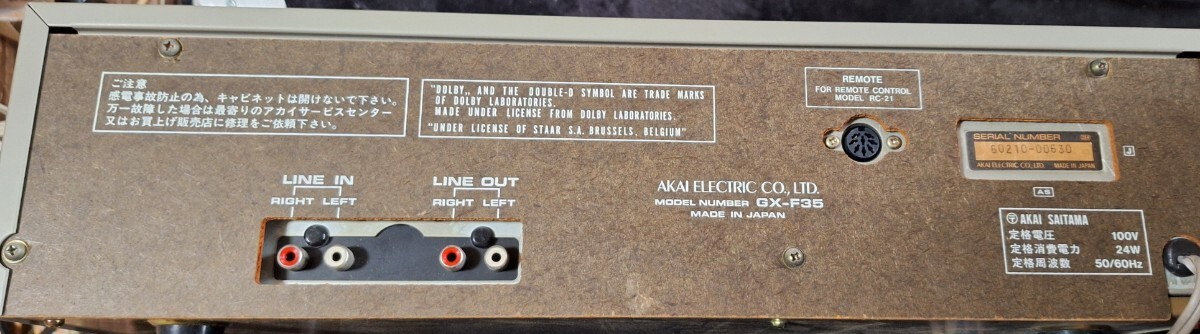 ご注意
感電事故防止の為、キャビネットは開けないで下さい。
万一故障した場合は最寄りのアカイサービスセンター
又はお買上げ販売店に修理をご依頼下さい。
"DOLBY,, AND THE DOUBLE-D SYMBOL ARE TRADE MARKS
OF DOLBY LABORATORIES.
MADE UNDER LICENSE FROM DOLBY LABORATORIES.
"UNDER LICENSE OF STAAR S.A. BRUSSELS, BELGIUM"
REMOTE
FOR REMOTE CONTROL
MODEL RC-21
SERIAL NUMBER
60210-00630
AKAI ELECTRIC CO., LTD. MADE IN JAPAN
J
AS
LINE IN
RIGHT LEFT
LINE OUT
RIGHT LEFT
AKAI ELECTRIC CO., LTD.
MODEL NUMBER GX-F35
MADE IN JAPAN
〶 AKAI SAITAMA
定格電圧 100V
定格消費電力 24W
定格周波数 50/60Hz